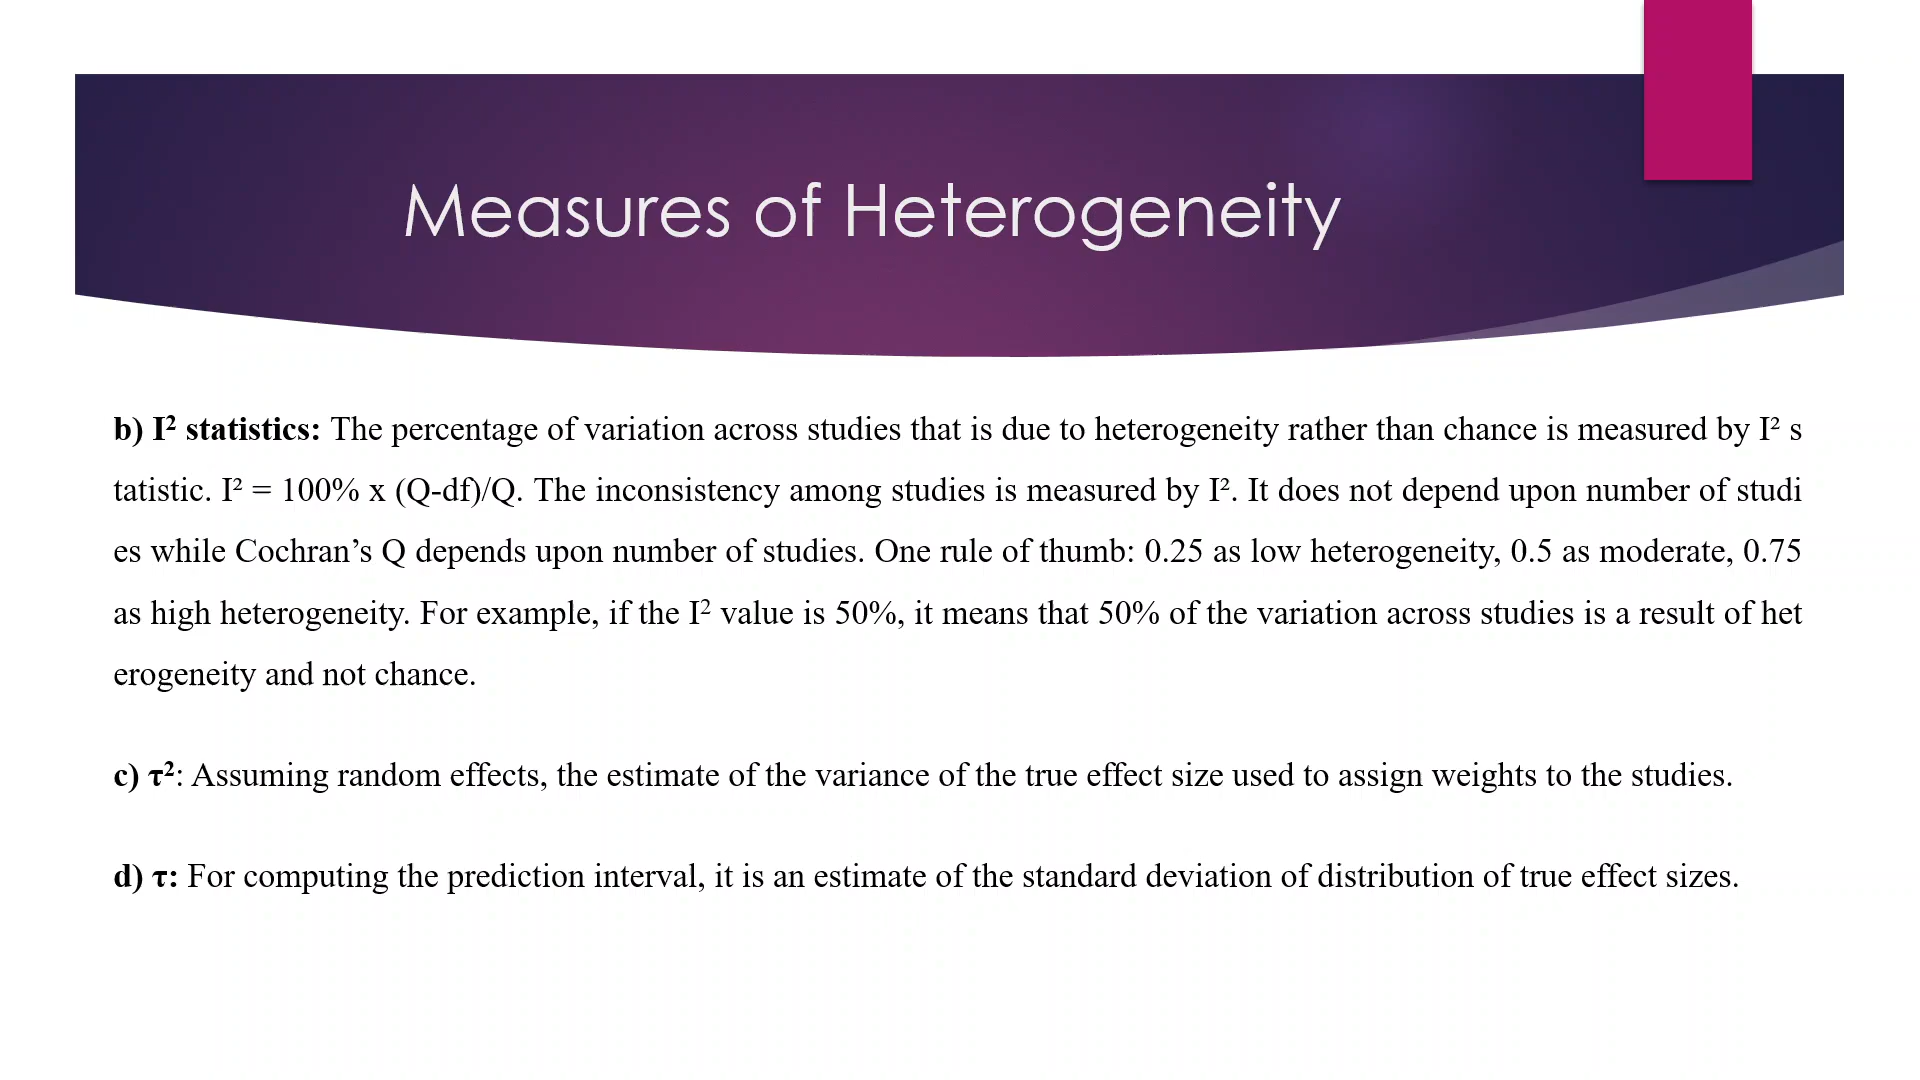 Measures of Heterogeneity
b) I² statistics: The percentage of variation across studies that is due to heterogeneity rather than chance is measured by I² s
tatistic. I² = 100% x (Q-df)/Q. The inconsistency among studies is measured by I². It does not depend upon number of studi
es while Cochran’s Q depends upon number of studies. One rule of thumb: 0.25 as low heterogeneity, 0.5 as moderate, 0.75
as high heterogeneity. For example, if the I² value is 50%, it means that 50% of the variation across studies is a result of het
erogeneity and not chance.
c) τ²: Assuming random effects, the estimate of the variance of the true effect size used to assign weights to the studies.
d) τ: For computing the prediction interval, it is an estimate of the standard deviation of distribution of true effect sizes.